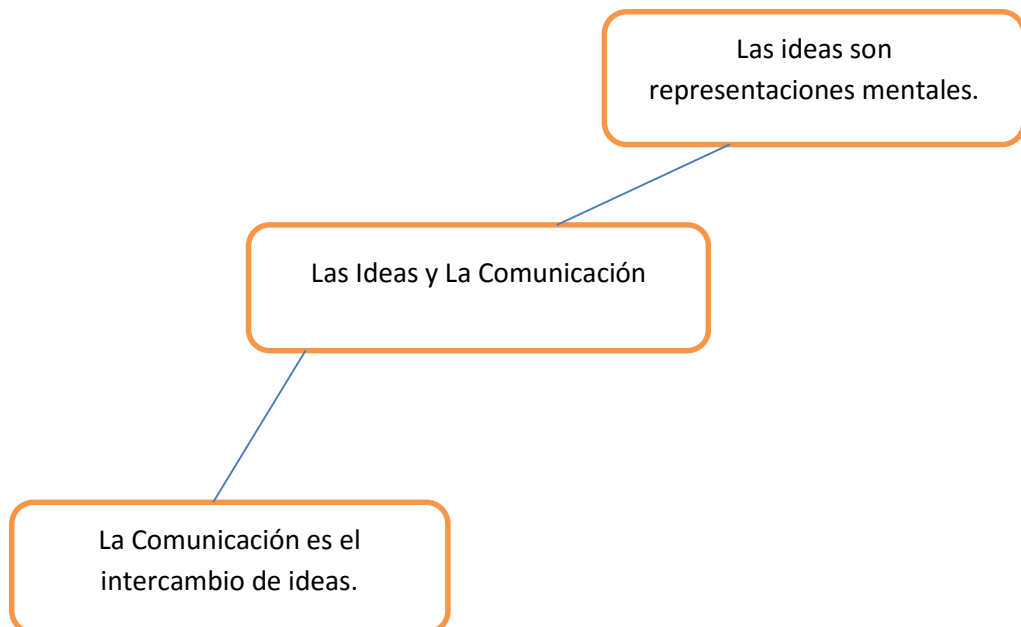 Las ideas son
representaciones mentales.
Las Ideas y La Comunicación
La Comunicación es el
intercambio de ideas.